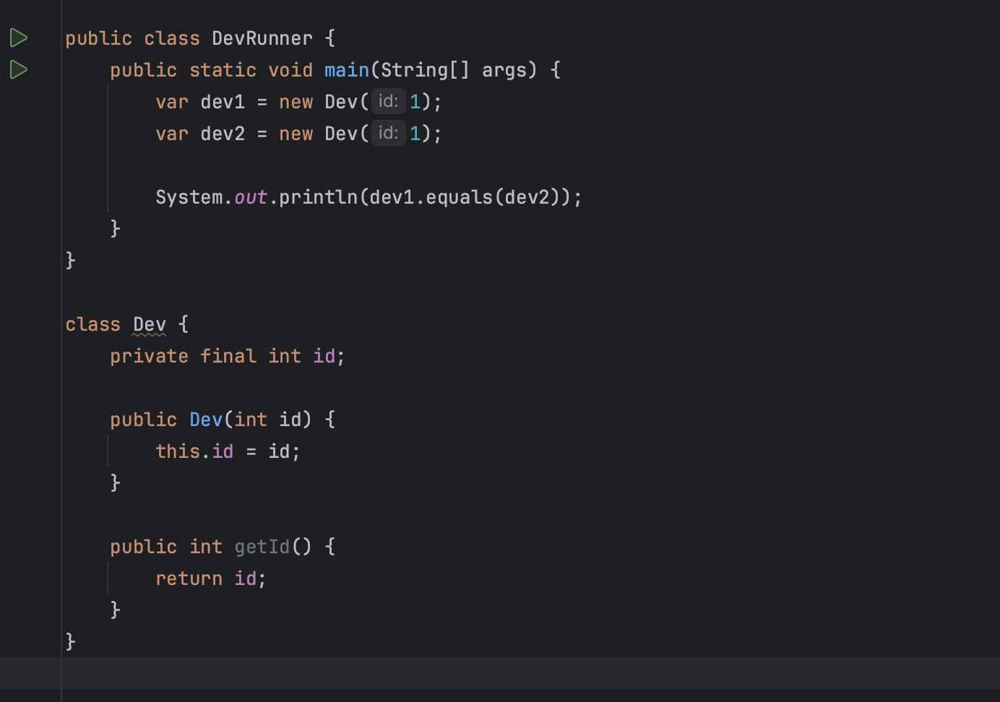 public class DevRunner {
    public static void main(String[] args) {
        var dev1 = new Dev( id: 1);
        var dev2 = new Dev( id: 1);

        System.out.println(dev1.equals(dev2));
    }
}

class Dev {
    private final int id;

    public Dev(int id) {
        this.id = id;
    }

    public int getId() {
        return id;
    }
}